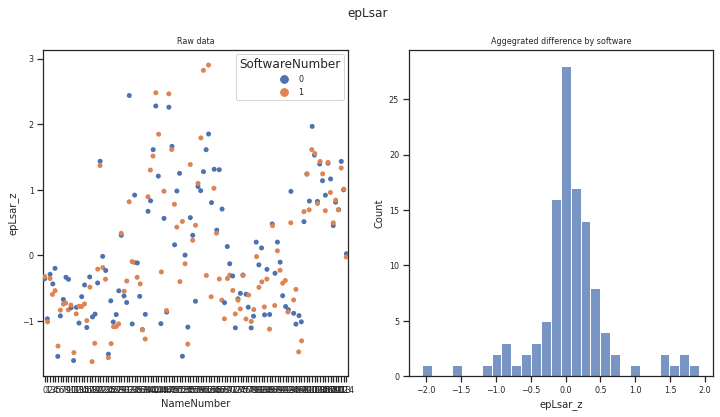 epLsar
Raw data
Aggegrated difference by software
SoftwareNumber
0
1
epLsar_z
3
2
1
0
−1
NameNumber
Count
25
20
15
10
5
0
−2.0 −1.5 −1.0 −0.5 0.0 0.5 1.0 1.5 2.0
epLsar_z